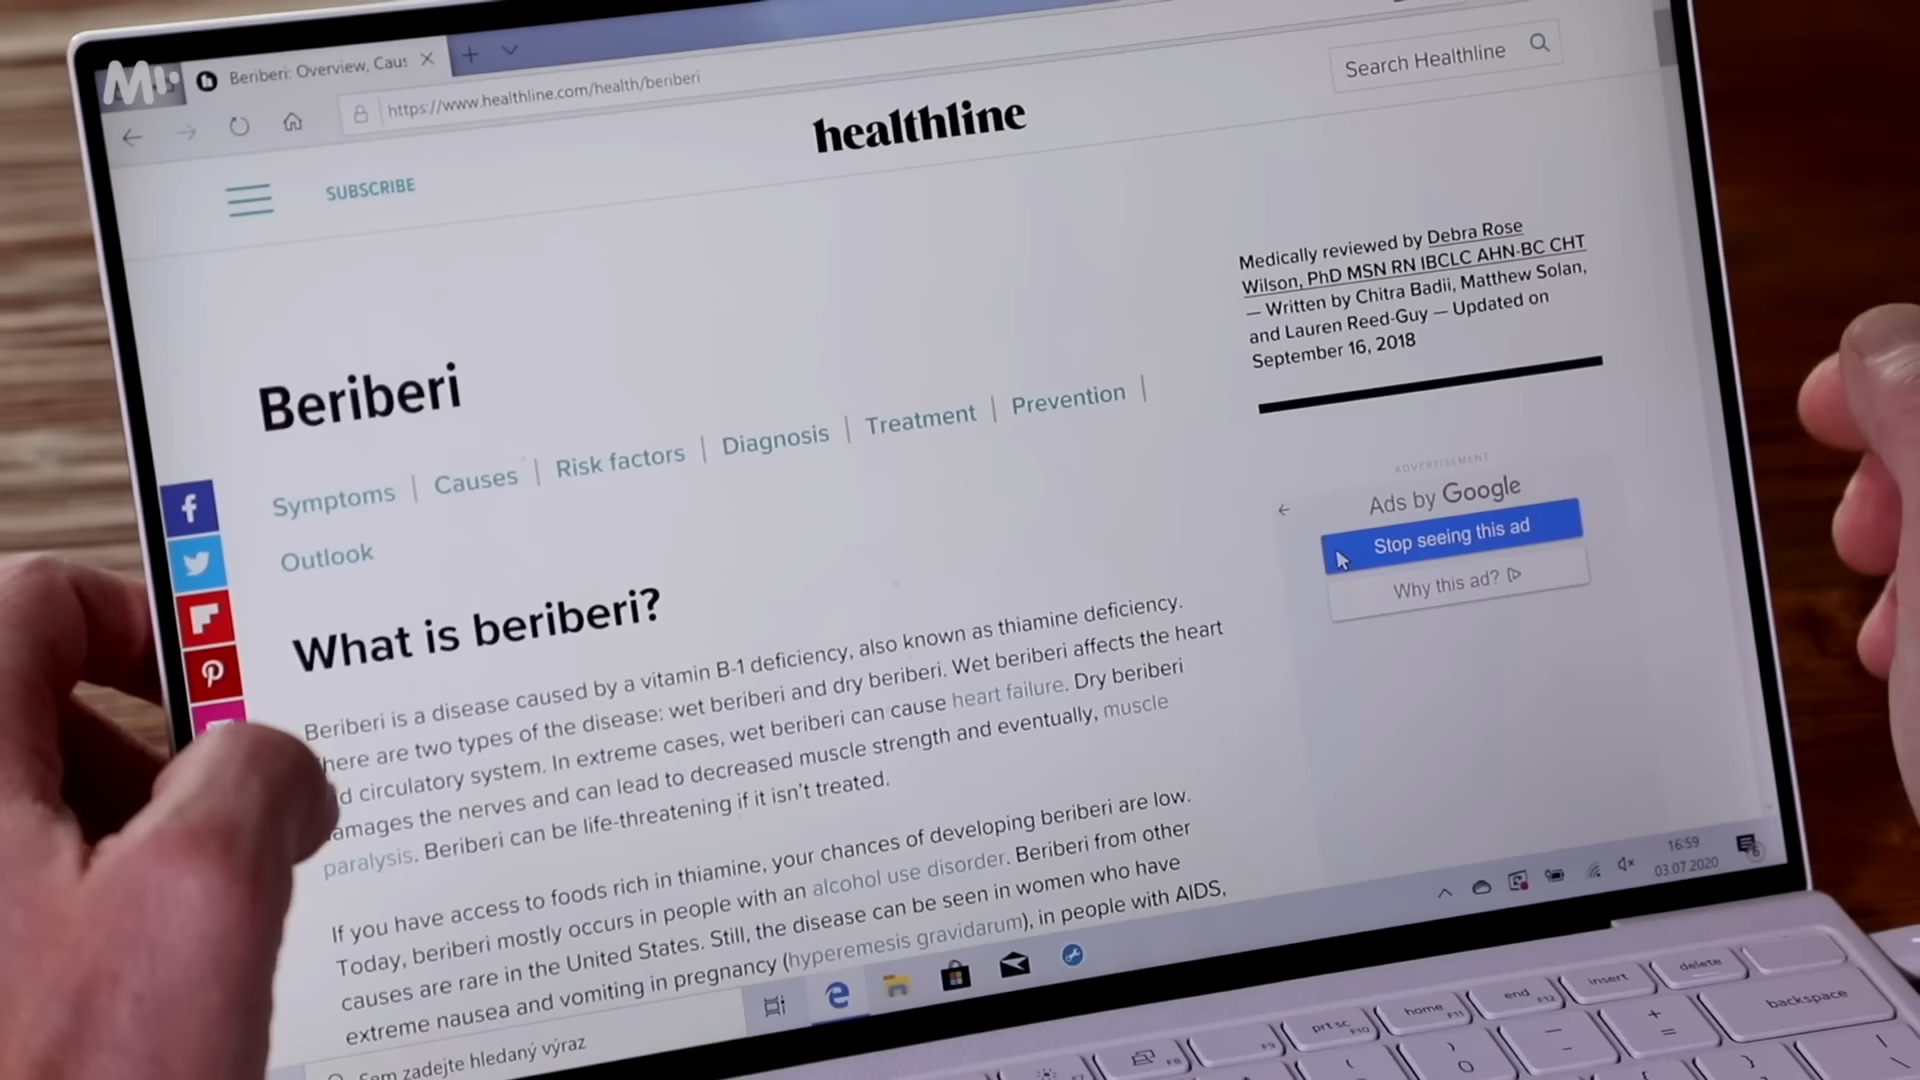 Beriberi: Overview, Caus
https://www.healthline.com/health/beriberi
healthline
Search Healthline
SUBSCRIBE
Medically reviewed by Debra Rose
Wilson, PhD MSN RN IBCLC AHN-BC CHT
— Written by Chitra Badii, Matthew Solan,
and Lauren Reed-Guy — Updated on
September 16, 2018
Beriberi
Symptoms | Causes | Risk factors | Diagnosis | Treatment | Prevention |
Outlook
ADVERTISEMENT
Ads by Google
Stop seeing this ad
Why this ad?
What is beriberi?
Beriberi is a disease caused by a vitamin B-1 deficiency, also known as thiamine deficiency.
here are two types of the disease: wet beriberi and dry beriberi. Wet beriberi affects the heart
d circulatory system. In extreme cases, wet beriberi can cause heart failure. Dry beriberi
amages the nerves and can lead to decreased muscle strength and eventually, muscle
paralysis. Beriberi can be life-threatening if it isn't treated.
If you have access to foods rich in thiamine, your chances of developing beriberi are low.
Today, beriberi mostly occurs in people with an alcohol use disorder. Beriberi from other
causes are rare in the United States. Still, the disease can be seen in women who have
extreme nausea and vomiting in pregnancy (hyperemesis gravidarum), in people with AIDS,
Sem zadejte hledaný výraz
16:59
03.07.2020
6
prt sc F10
home F11
end F12
insert
delete
backspace
F8
F9